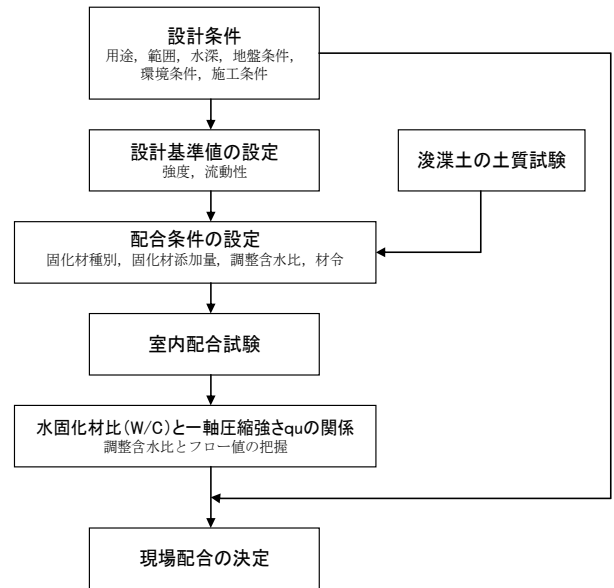 設計条件
用途，範囲，水深，地盤条件，
環境条件，施工条件
設計基準値の設定
強度，流動性
浚渫土の土質試験
配合条件の設定
固化材種別，固化材添加量，調整含水比，材令
室内配合試験
水固化材比（W/C）と一軸圧縮強さquの関係
調整含水比とフロー値の把握
現場配合の決定